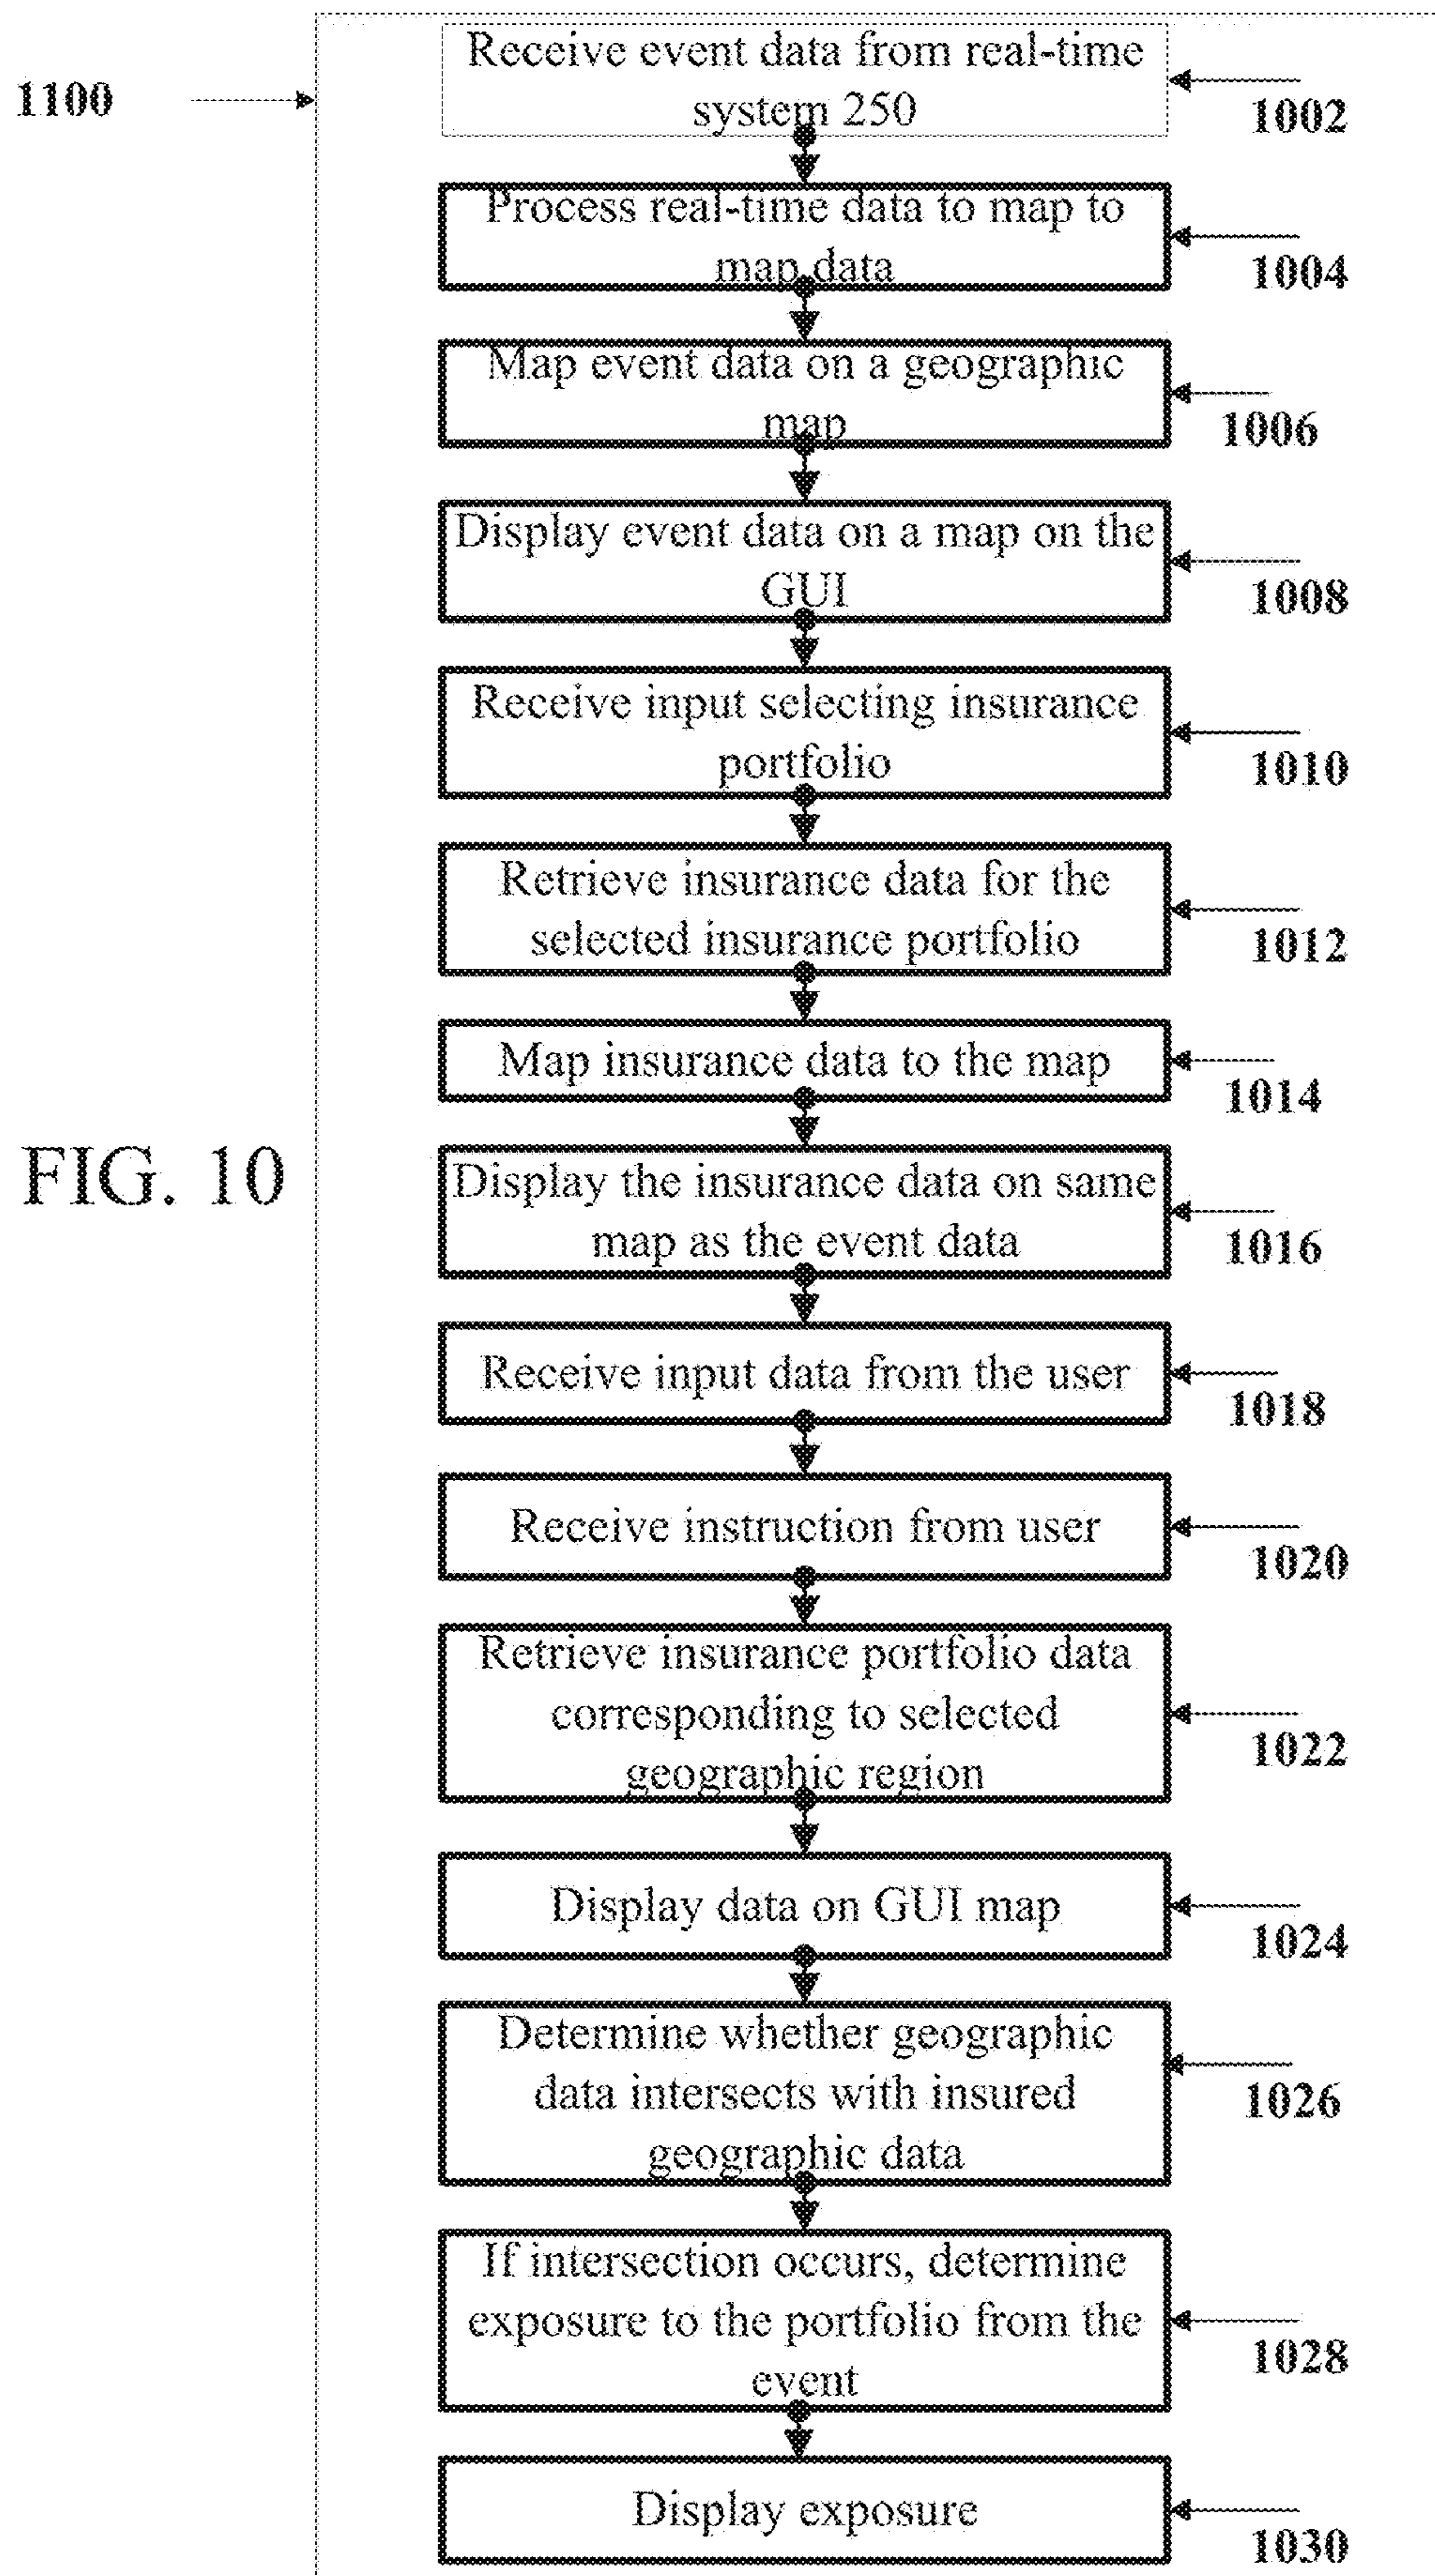 1100
Receive event data from real-time
system 250
1002
Process real-time data to map to
map data
1004
Map event data on a geographic
map
1006
Display event data on a map on the
GUI
1008
Receive input selecting insurance
portfolio
1010
Retrieve insurance data for the
selected insurance portfolio
1012
Map insurance data to the map
1014
FIG. 10
Display the insurance data on same
map as the event data
1016
Receive input data from the user
1018
Receive instruction from user
1020
Retrieve insurance portfolio data
corresponding to selected
geographic region
1022
Display data on GUI map
1024
Determine whether geographic
data intersects with insured
geographic data
1026
If intersection occurs, determine
exposure to the portfolio from the
event
1028
Display exposure
1030